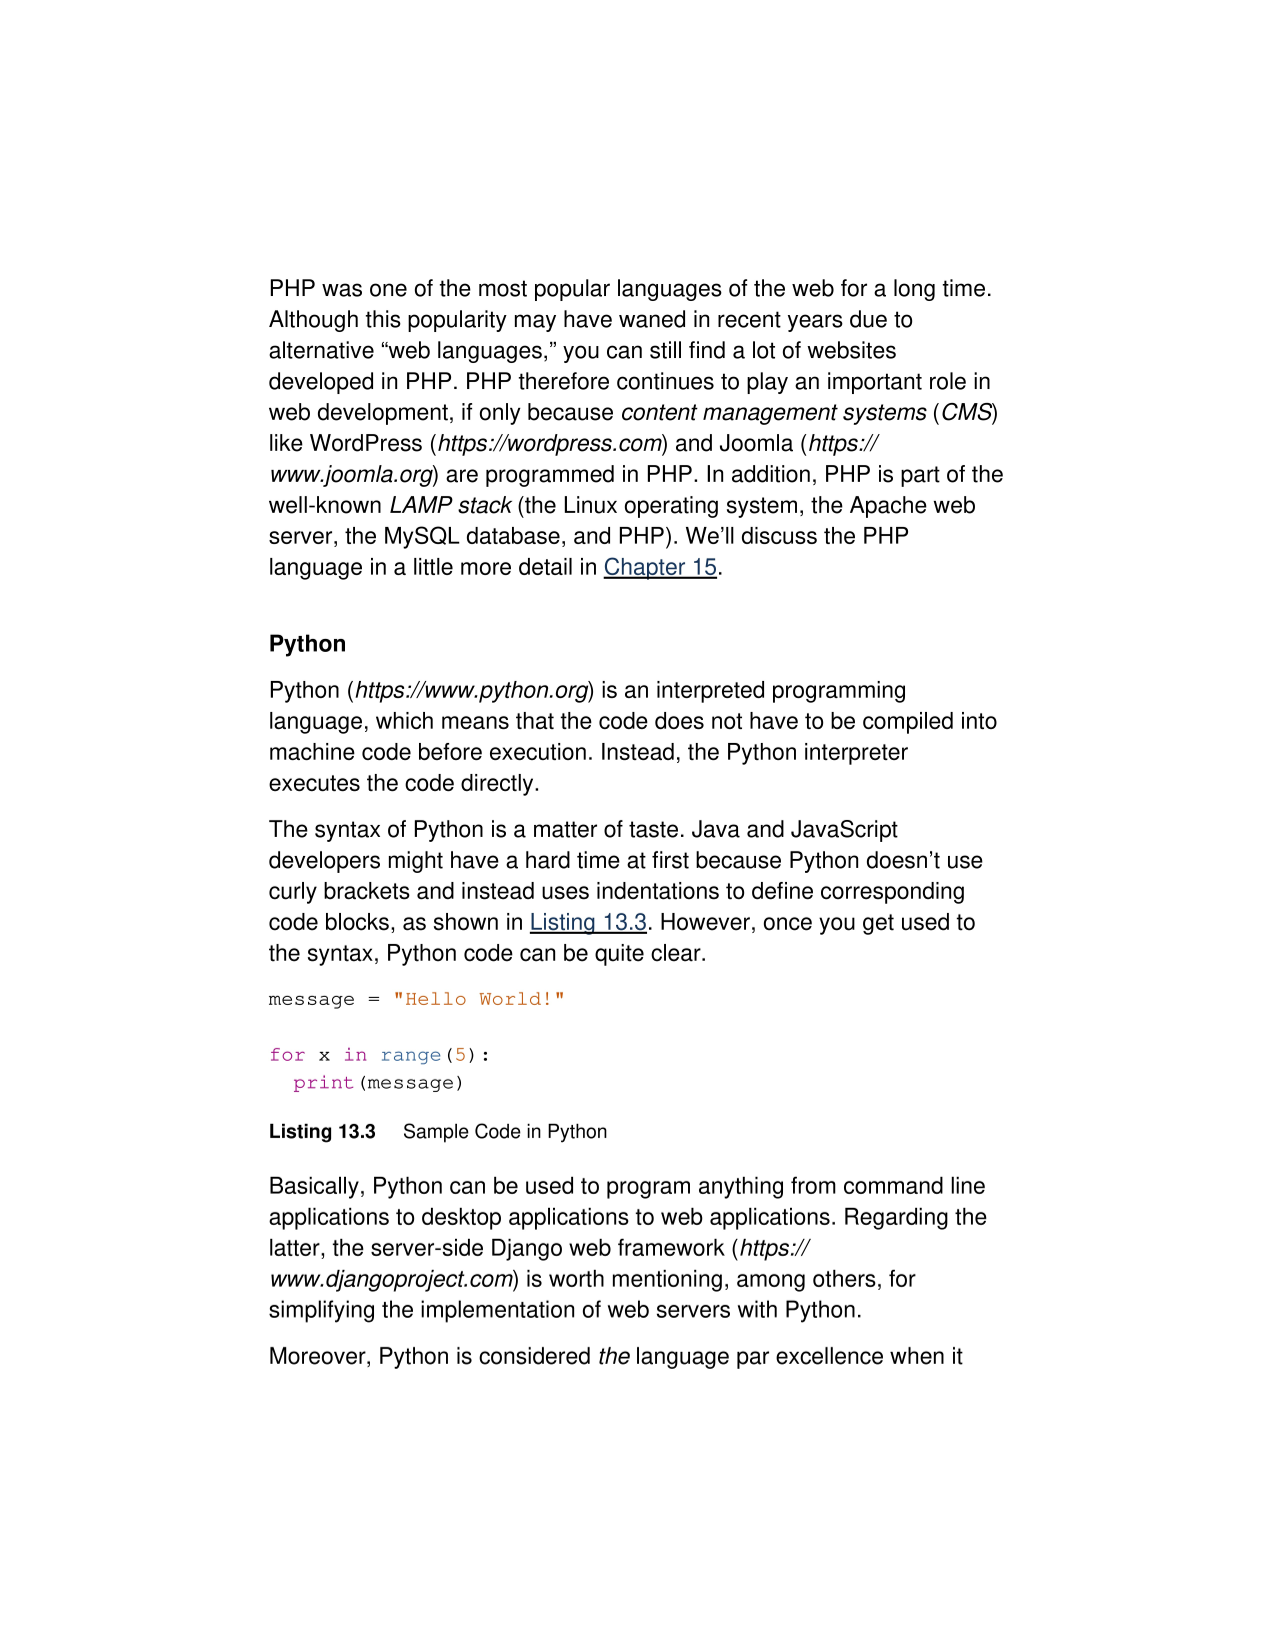 PHP was one of the most popular languages of the web for a long time.
Although this popularity may have waned in recent years due to
alternative “web languages,” you can still find a lot of websites
developed in PHP. PHP therefore continues to play an important role in
web development, if only because content management systems (CMS)
like WordPress (https://wordpress.com) and Joomla (https://
www.joomla.org) are programmed in PHP. In addition, PHP is part of the
well-known LAMP stack (the Linux operating system, the Apache web
server, the MySQL database, and PHP). We’ll discuss the PHP
language in a little more detail in Chapter 15.
Python
Python (https://www.python.org) is an interpreted programming
language, which means that the code does not have to be compiled into
machine code before execution. Instead, the Python interpreter
executes the code directly.
The syntax of Python is a matter of taste. Java and JavaScript
developers might have a hard time at first because Python doesn’t use
curly brackets and instead uses indentations to define corresponding
code blocks, as shown in Listing 13.3. However, once you get used to
the syntax, Python code can be quite clear.
message = "Hello World!"
for x in range(5):
  print(message)
Listing 13.3 Sample Code in Python
Basically, Python can be used to program anything from command line
applications to desktop applications to web applications. Regarding the
latter, the server-side Django web framework (https://
www.djangoproject.com) is worth mentioning, among others, for
simplifying the implementation of web servers with Python.
Moreover, Python is considered the language par excellence when it